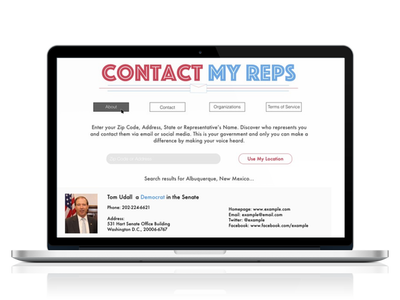 CONTACT MY REPS
About
Contact
Organizations
Terms of Service
Enter your Zip Code, Address, State or Representative's Name. Discover who represents you
and contact them via email or social media. This is your government and only you can make a
difference by making your voice heard.
Use My Location
Search results for Albuquerque, New Mexico...
Tom Udall a Democrat in the Senate
Phone: 202-224-6621
Address:
531 Hart Senate Office Building
Washington D.C., 20006-6767
Homepage: www.example.com
Email: example@email.com
Twitter: @example
Facebook: www.facebook.com/example